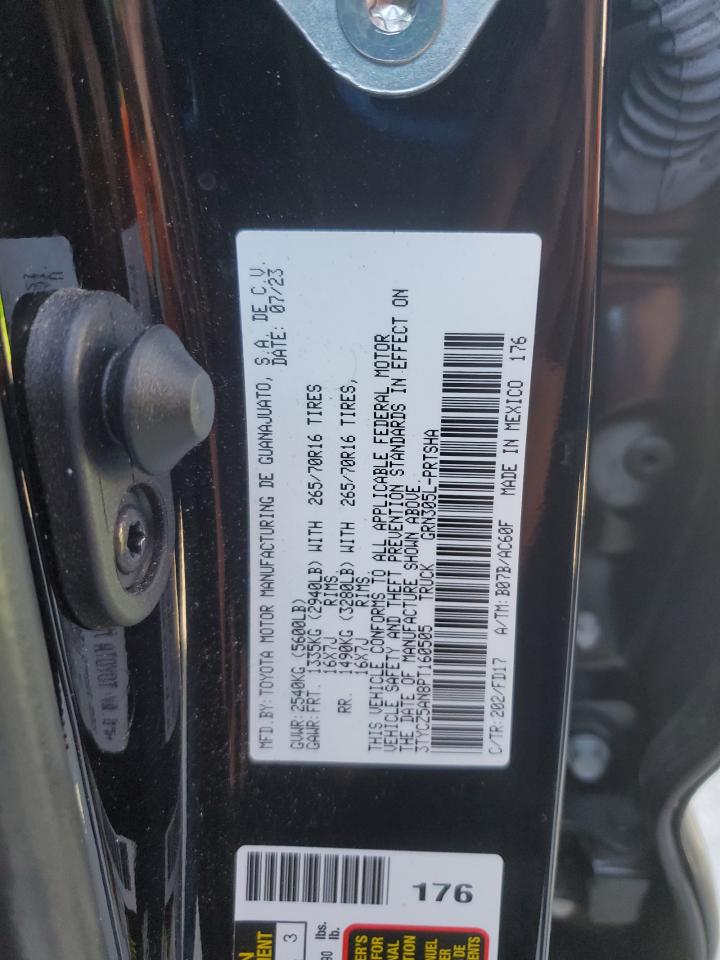 MFD.BY: TOYOTA MOTOR MANUFACTURING DE GUANAJUATO, S.A. DE C.V.
DATE: 07/23
GVWR: 2540KG (5600LB)
GAWR: FRT. 1335KG (2940LB) WITH 265/70R16 TIRES
16X7J RIMS
RR. 1490KG (3280LB) WITH 265/70R16 TIRES,
16X7J RIMS.
THIS VEHICLE CONFORMS TO ALL APPLICABLE FEDERAL MOTOR
VEHICLE SAFETY AND THEFT PREVENTION STANDARDS IN EFFECT ON
THE DATE OF MANUFACTURE SHOWN ABOVE.
3TYCZ5AN8PT160505 TRUCK GRN305L-PRTSHA
C/TR: 202/FD17 A/TM: B07B/AC60F MADE IN MEXICO 176
176
3
lbs.
lb.